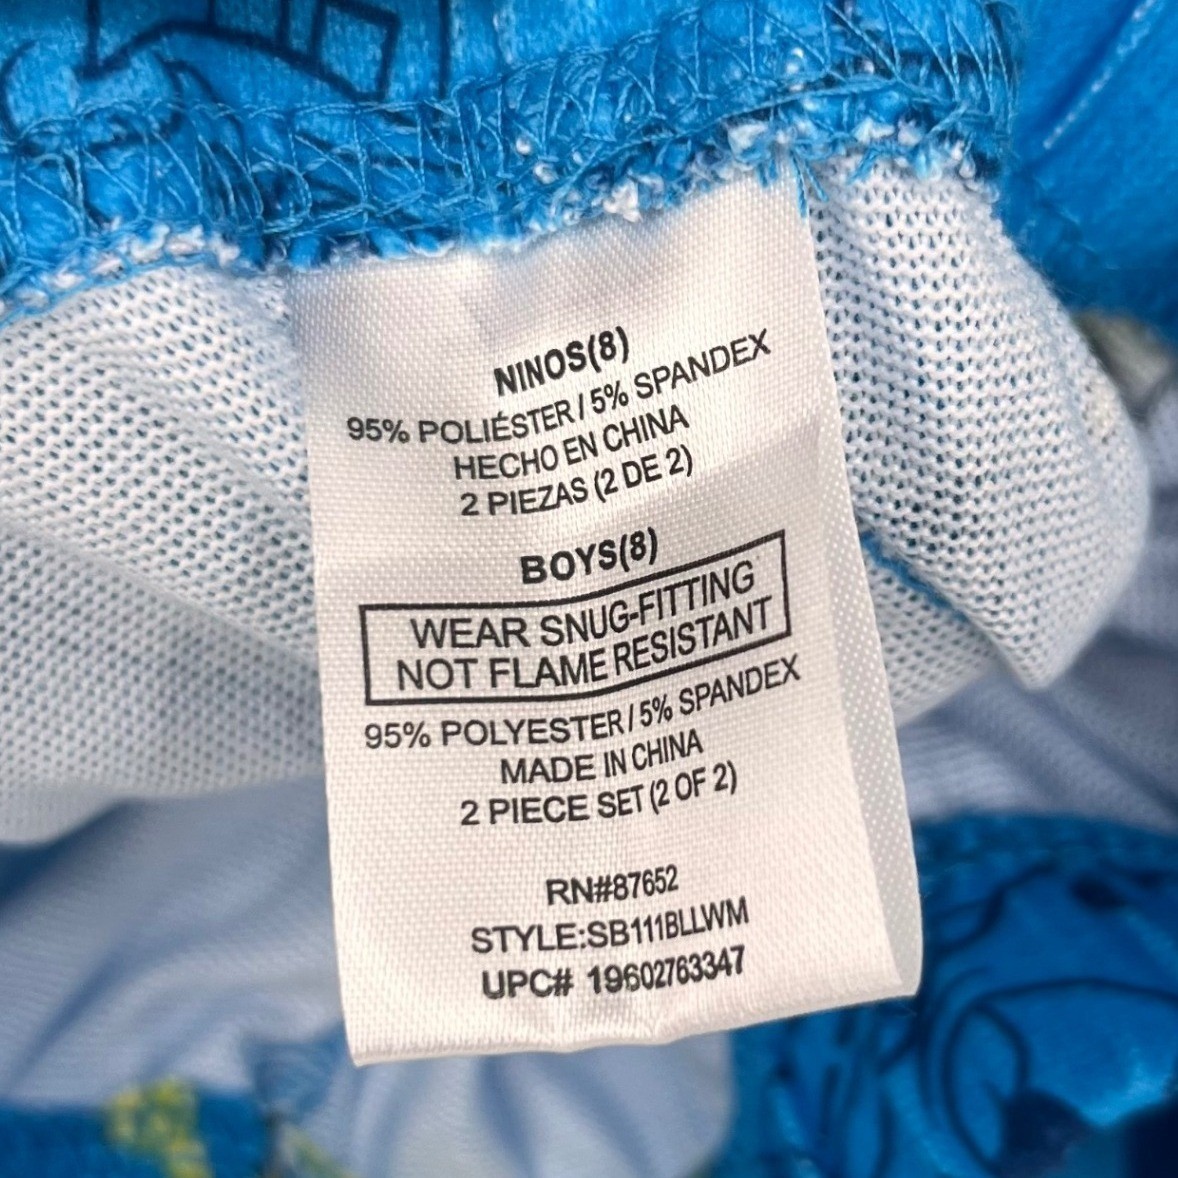 NINOS(8)
95% POLIÉSTER / 5% SPANDEX
HECHO EN CHINA
2 PIEZAS (2 DE 2)
BOYS(8)
WEAR SNUG-FITTING
NOT FLAME RESISTANT
95% POLYESTER / 5% SPANDEX
MADE IN CHINA
2 PIECE SET (2 OF 2)
RN#87652
STYLE:SB111BLLWM
UPC# 19602763347